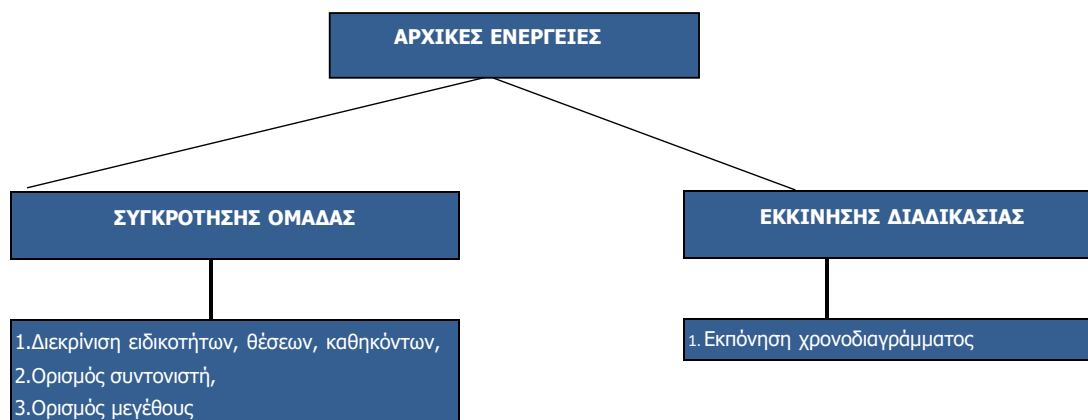 ΑΡΧΙΚΕΣ ΕΝΕΡΓΕΙΕΣ
ΣΥΓΚΡΟΤΗΣΗΣ ΟΜΑΔΑΣ
ΕΚΚΙΝΗΣΗΣ ΔΙΑΔΙΚΑΣΙΑΣ
1.Διεκρίνιση ειδικοτήτων, θέσεων, καθηκόντων,
2.Ορισμός συντονιστή,
3.Ορισμός μεγέθους
1. Εκπόνηση χρονοδιαγράμματος